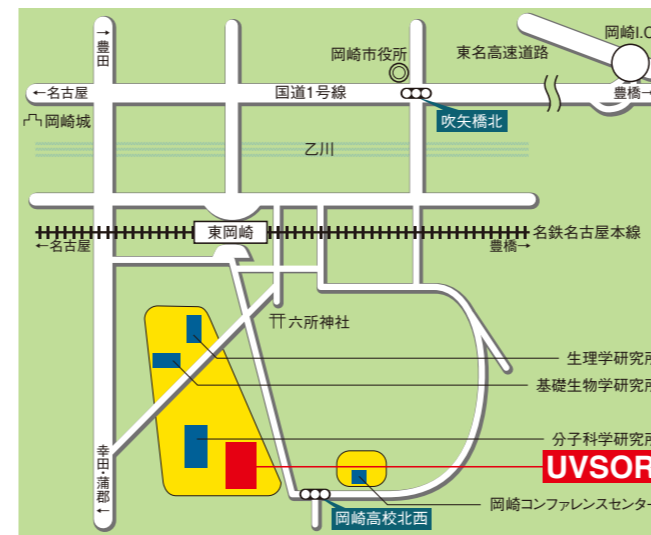 →豊田
岡崎市役所
東名高速道路
岡崎I.C
←名古屋
国道1号線
豊橋→
岡崎城
吹矢橋北
乙川
東岡崎
名鉄名古屋本線
←名古屋
豊橋→
六所神社
生理学研究所
基礎生物学研究所
分子科学研究所
UVSOR
幸田・蒲郡←
岡崎コンファレンスセンター
岡崎高校北西